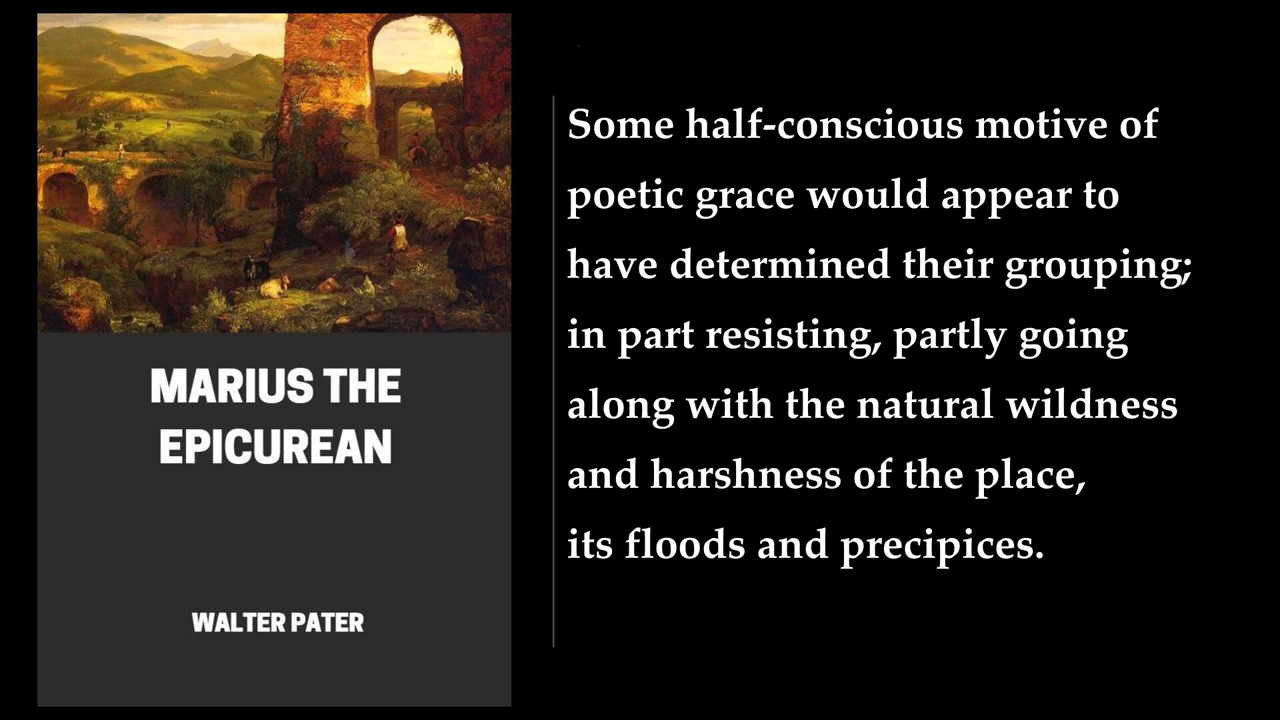 MARIUS THE
EPICUREAN
WALTER PATER
Some half-conscious motive of
poetic grace would appear to
have determined their grouping;
in part resisting, partly going
along with the natural wildness
and harshness of the place,
its floods and precipices.